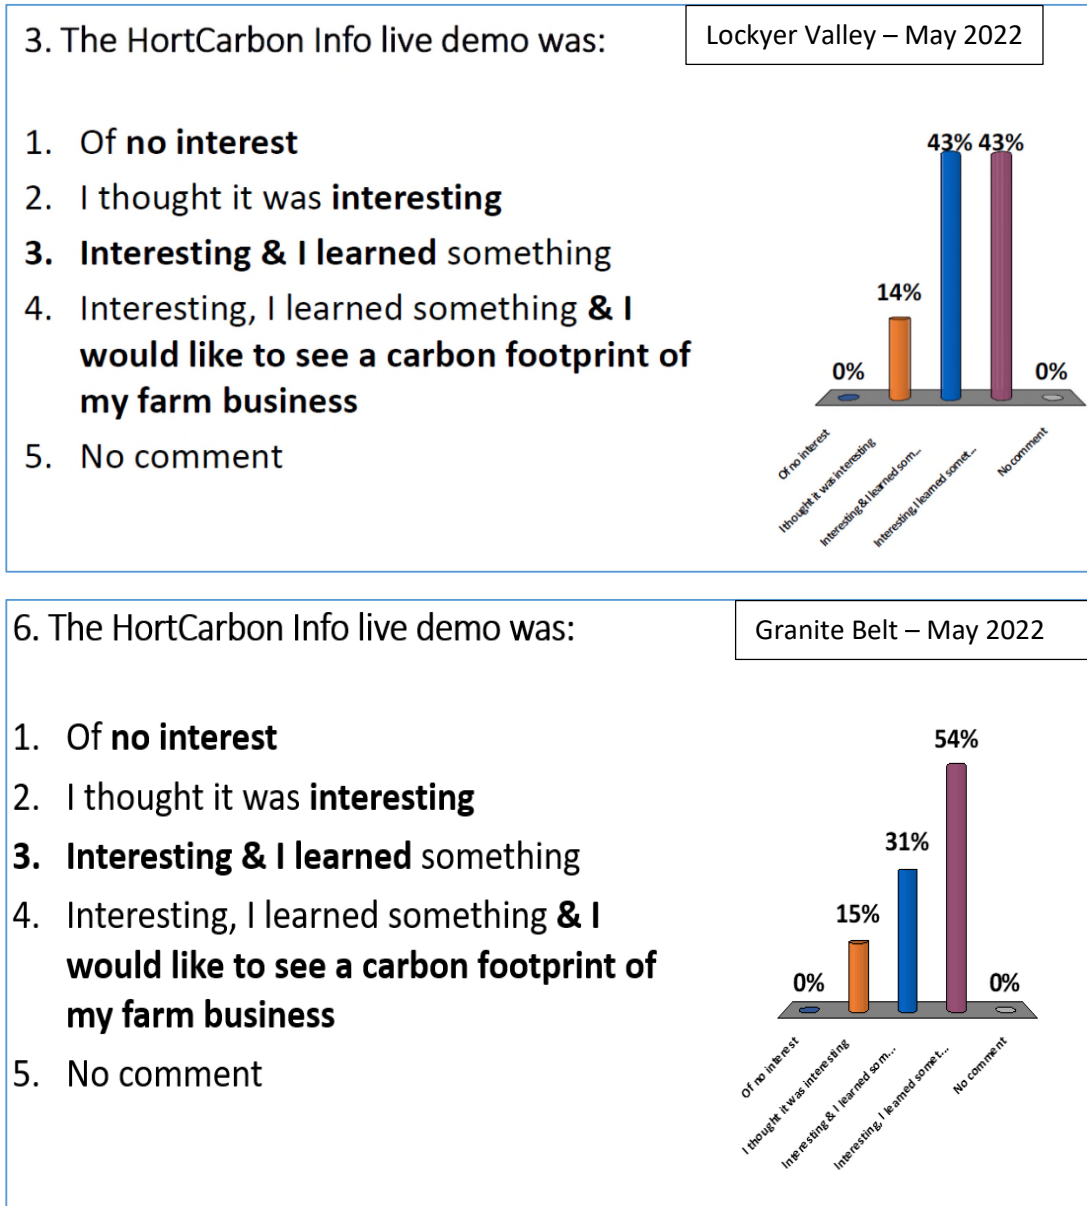 3. The HortCarbon Info live demo was:
Lockyer Valley – May 2022
1. Of no interest
2. I thought it was interesting
3. Interesting & I learned something
4. Interesting, I learned something & I
would like to see a carbon footprint of
my farm business
5. No comment
43% 43%
14%
0%
0%
Of no interest
I thought it was interesting
Interesting & I learned som...
Interesting, I learned somet...
No comment
6. The HortCarbon Info live demo was:
Granite Belt – May 2022
1. Of no interest
2. I thought it was interesting
3. Interesting & I learned something
4. Interesting, I learned something & I
would like to see a carbon footprint of
my farm business
5. No comment
54%
31%
15%
0%
0%
Of no interest
I thought it was interesting
Interesting & I learned som...
Interesting, I learned somet...
No comment